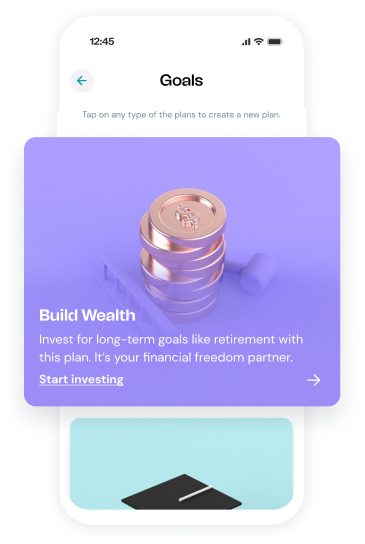 12:45
Goals
Tap on any type of the plans to create a new plan.
Build Wealth
Invest for long-term goals like retirement with
this plan. It’s your financial freedom partner.
Start investing